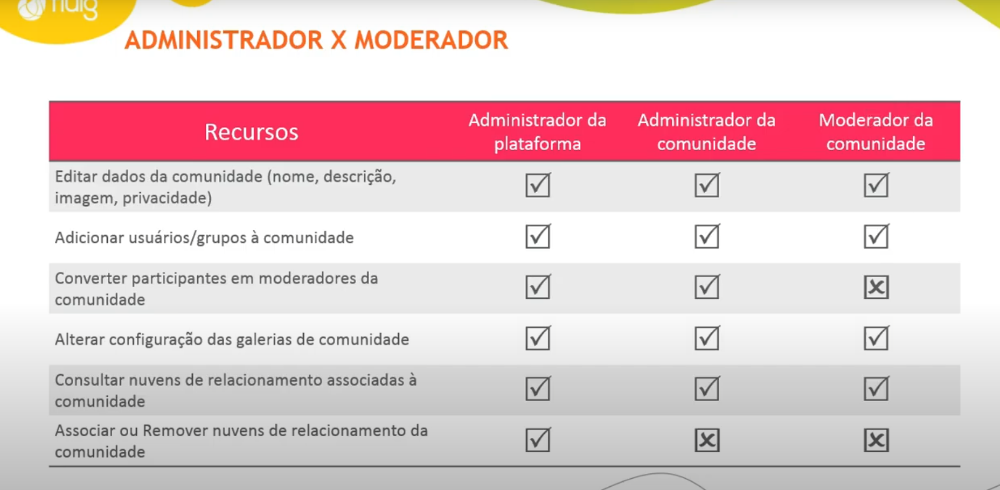 fluig
ADMINISTRADOR X MODERADOR
Recursos
Administrador da
plataforma
Administrador da
comunidade
Moderador da
comunidade
Editar dados da comunidade (nome, descrição,
imagem, privacidade)
Adicionar usuários/grupos à comunidade
Converter participantes em moderadores da
comunidade
Alterar configuração das galerias de comunidade
Consultar nuvens de relacionamento associadas à
comunidade
Associar ou Remover nuvens de relacionamento da
comunidade